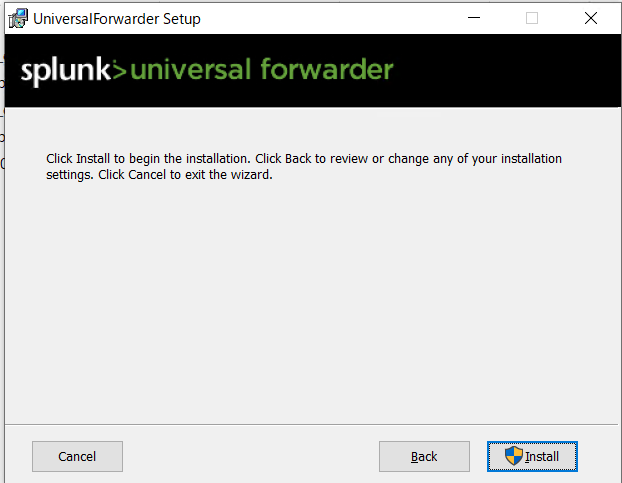 UniversalForwarder Setup
splunk>universal forwarder
Click Install to begin the installation. Click Back to review or change any of your installation
settings. Click Cancel to exit the wizard.
Cancel
Back
Install